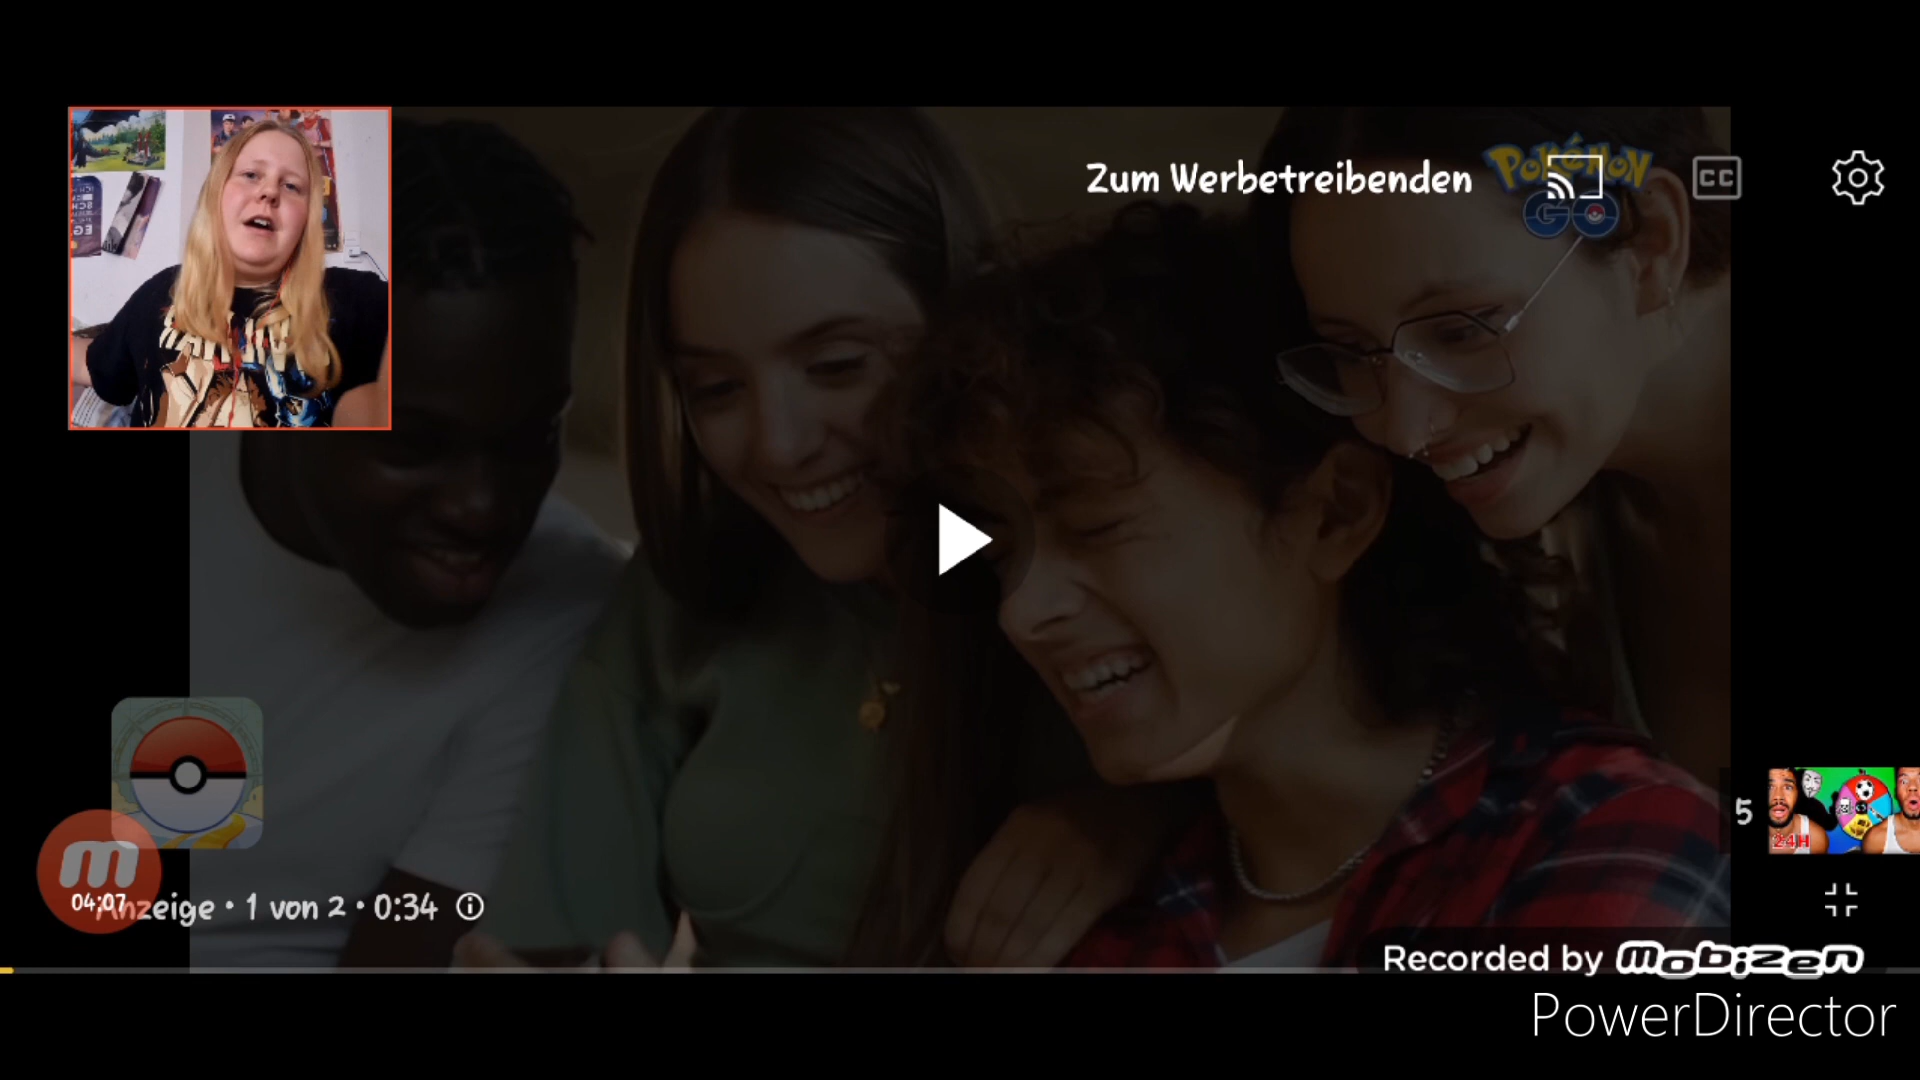 Zum Werbetreibenden
Pokémon
GO
CC
5
24H
04:07
Anzeige • 1 von 2 • 0:34
Recorded by mobizen
PowerDirector